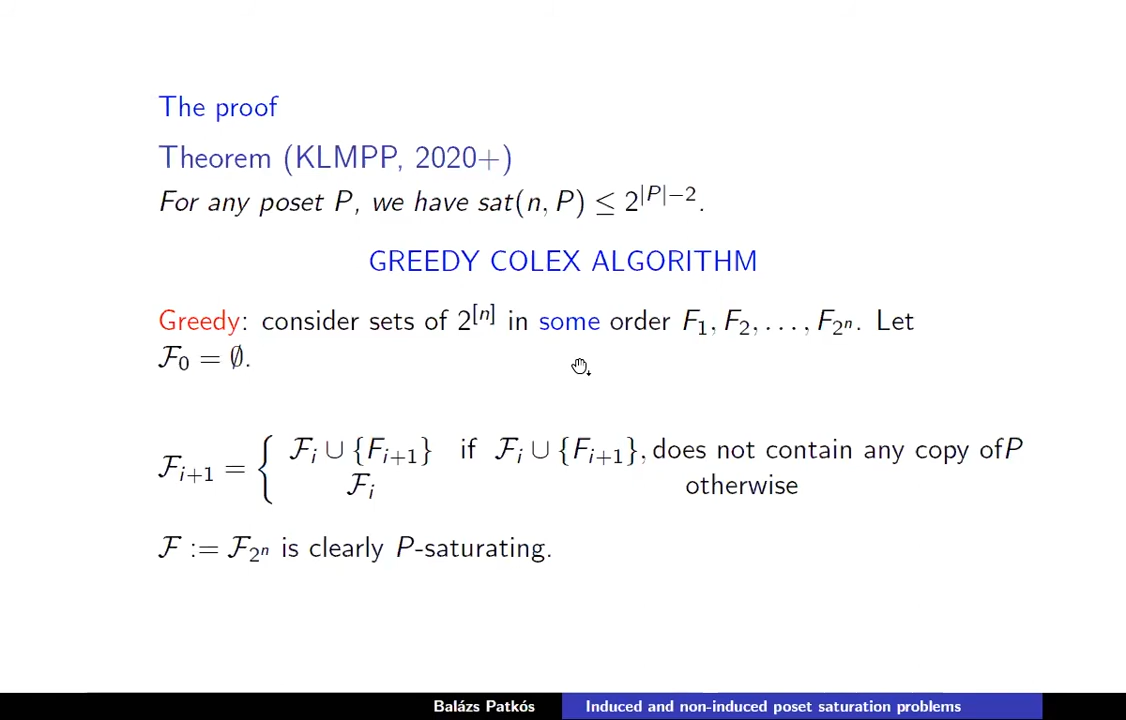 The proof
Theorem (KLMPP, 2020+)
For any poset P, we have sat(n, P) ≤ 2^{|P|−2}.
GREEDY COLEX ALGORITHM
Greedy: consider sets of 2^{[n]} in some order F_1, F_2, . . . , F_{2^n}. Let
ℱ_0 = ∅.
ℱ_{i+1} = { ℱ_i ∪ {F_{i+1}} if ℱ_i ∪ {F_{i+1}}, does not contain any copy ofP
ℱ_i otherwise
ℱ := ℱ_{2^n} is clearly P-saturating.
Balázs Patkós Induced and non-induced poset saturation problems